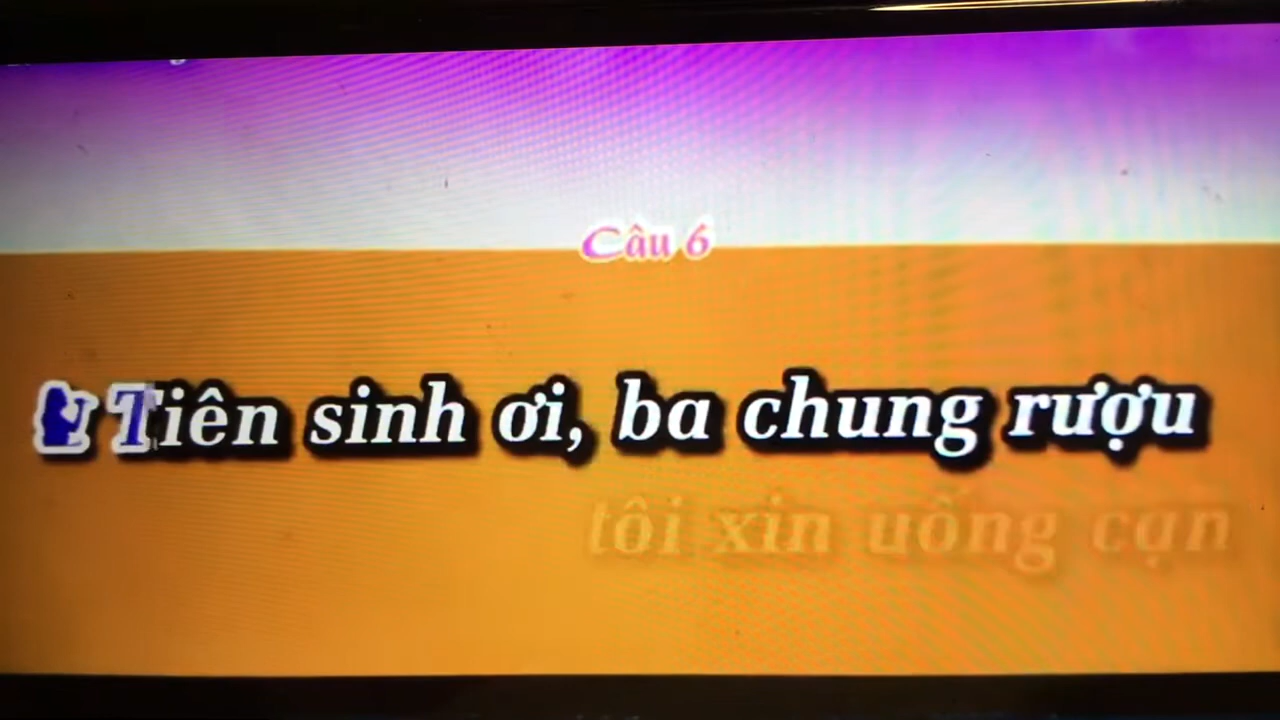 Câu 6
Tiên sinh ơi, ba chung rượu
tôi xin uống cạn